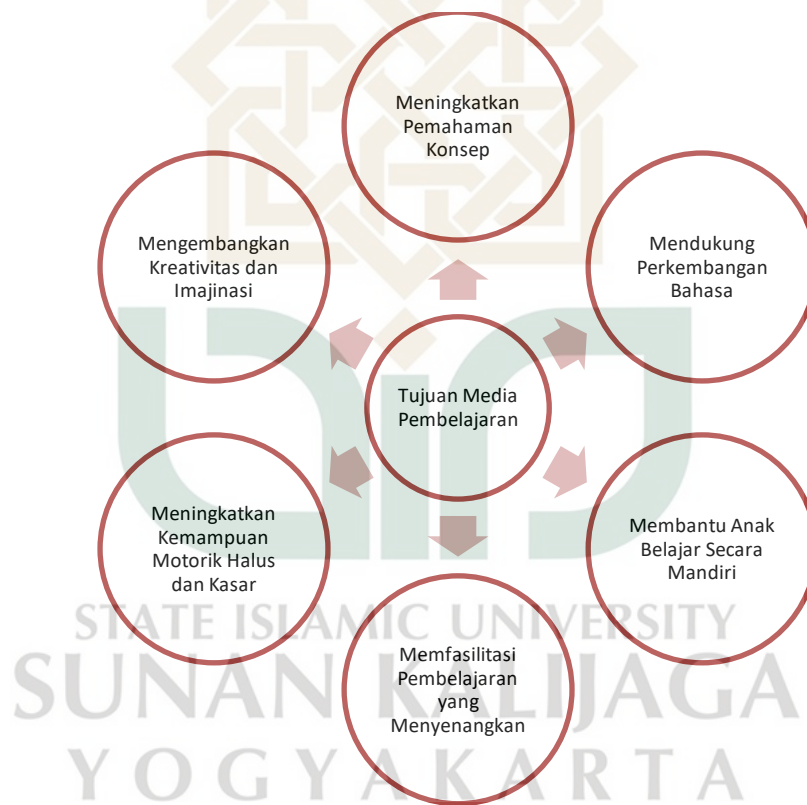 Meningkatkan
Pemahaman
Konsep
Mendukung
Perkembangan
Bahasa
Membantu Anak
Belajar Secara
Mandiri
Memfasilitasi
Pembelajaran
yang
Menyenangkan
Meningkatkan
Kemampuan
Motorik Halus
dan Kasar
Mengembangkan
Kreativitas dan
Imajinasi
Tujuan Media
Pembelajaran
STATE ISLAMIC UNIVERSITY
SUNAN KALIJAGA
YOGYAKARTA